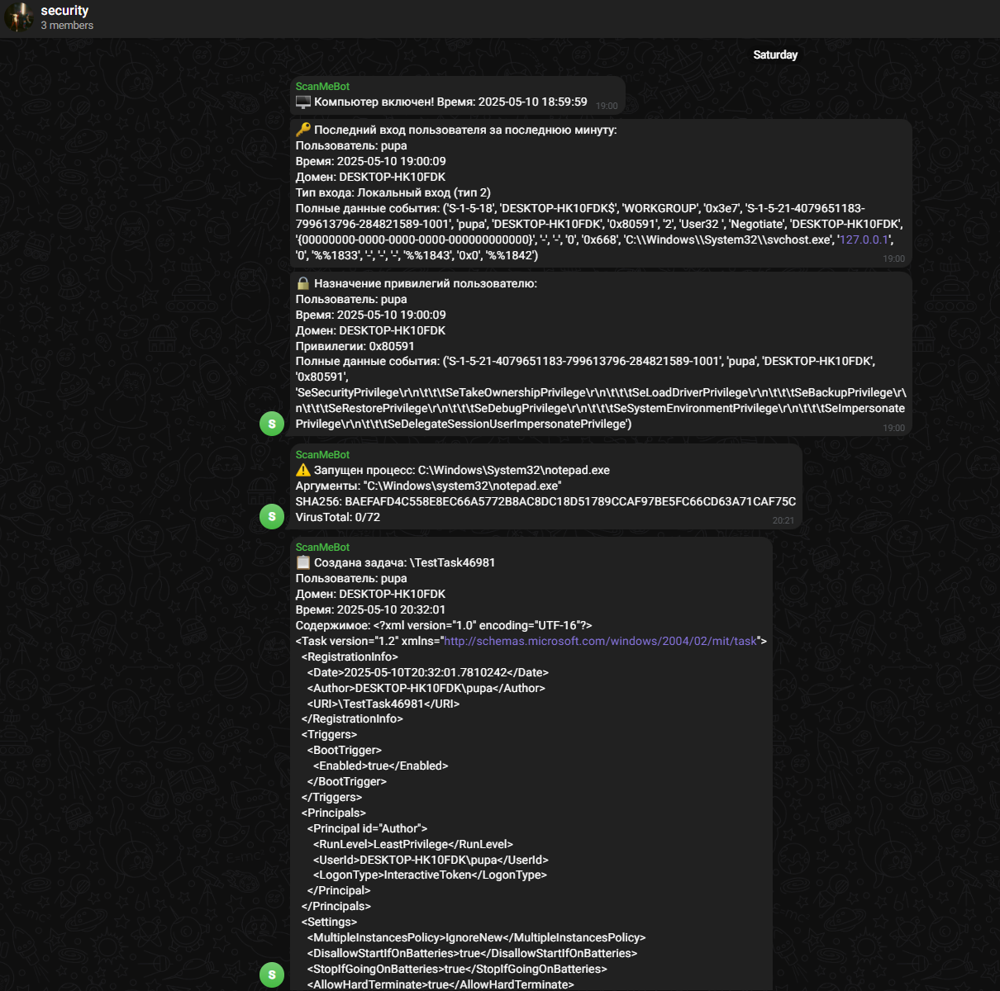 security
3 members
Saturday
ScanMeBot
Компьютер включен! Время: 2025-05-10 18:59:59 19:00
Последний вход пользователя за последнюю минуту:
Пользователь: pupa
Время: 2025-05-10 19:00:09
Домен: DESKTOP-HK10FDK
Тип входа: Локальный вход (тип 2)
Полные данные события: ('S-1-5-18', 'DESKTOP-HK10FDK$', 'WORKGROUP', '0x3e7', 'S-1-5-21-4079651183-
799613796-284821589-1001', 'pupa', 'DESKTOP-HK10FDK', '0x80591', '2', 'User32 ', 'Negotiate', 'DESKTOP-HK10FDK',
'{00000000-0000-0000-0000-000000000000}', '-', '-', '0', '0x668', 'C:\\Windows\\System32\\svchost.exe', '127.0.0.1',
'0', '%%1833', '-', '-', '-', '%%1843', '0x0', '%%1842')
19:00
Назначение привилегий пользователю:
Пользователь: pupa
Время: 2025-05-10 19:00:09
Домен: DESKTOP-HK10FDK
Привилегии: 0x80591
Полные данные события: ('S-1-5-21-4079651183-799613796-284821589-1001', 'pupa', 'DESKTOP-HK10FDK',
'0x80591',
'SeSecurityPrivilege\r\n\t\t\tSeTakeOwnershipPrivilege\r\n\t\t\tSeLoadDriverPrivilege\r\n\t\t\tSeBackupPrivilege\r\
n\t\t\tSeRestorePrivilege\r\n\t\t\tSeDebugPrivilege\r\n\t\t\tSeSystemEnvironmentPrivilege\r\n\t\t\tSeImpersonate
Privilege\r\n\t\t\tSeDelegateSessionUserImpersonatePrivilege')
19:00
S
ScanMeBot
Запущен процесс: C:\Windows\System32\notepad.exe
Аргументы: "C:\Windows\system32\notepad.exe"
SHA256: BAEFAFD4C558E8EC66A5772B8AC8DC18D51789CCAF97BE5FC66CD63A71CAF75C
VirusTotal: 0/72
20:21
S
ScanMeBot
Создана задача: \TestTask46981
Пользователь: pupa
Домен: DESKTOP-HK10FDK
Время: 2025-05-10 20:32:01
Содержимое: <?xml version="1.0" encoding="UTF-16"?>
<Task version="1.2" xmlns="http://schemas.microsoft.com/windows/2004/02/mit/task">
<RegistrationInfo>
<Date>2025-05-10T20:32:01.7810242</Date>
<Author>DESKTOP-HK10FDK\pupa</Author>
<URI>\TestTask46981</URI>
</RegistrationInfo>
<Triggers>
<BootTrigger>
<Enabled>true</Enabled>
</BootTrigger>
</Triggers>
<Principals>
<Principal id="Author">
<RunLevel>LeastPrivilege</RunLevel>
<UserId>DESKTOP-HK10FDK\pupa</UserId>
<LogonType>InteractiveToken</LogonType>
</Principal>
</Principals>
<Settings>
<MultipleInstancesPolicy>IgnoreNew</MultipleInstancesPolicy>
<DisallowStartIfOnBatteries>true</DisallowStartIfOnBatteries>
<StopIfGoingOnBatteries>true</StopIfGoingOnBatteries>
<AllowHardTerminate>true</AllowHardTerminate>
S